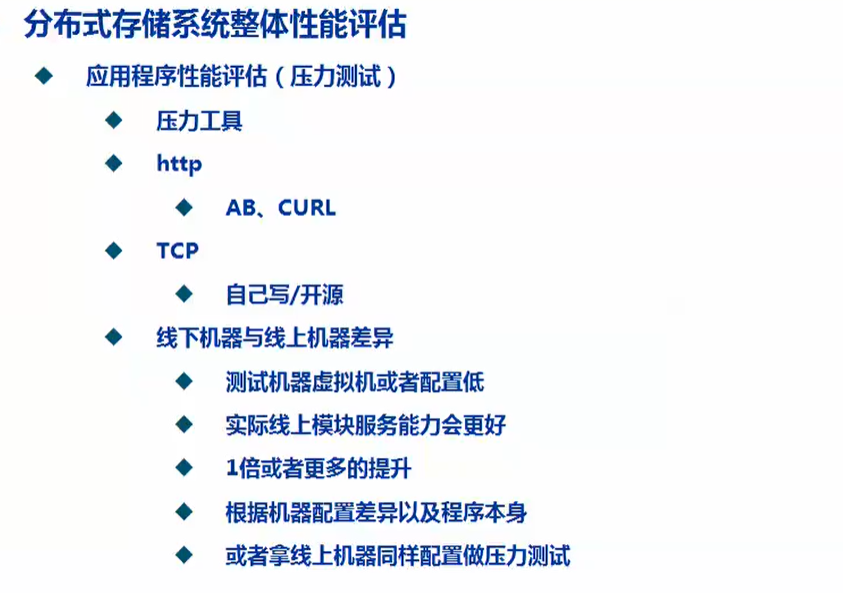 分布式存储系统整体性能评估
应用程序性能评估（压力测试）
压力工具
http
AB、CURL
TCP
自己写/开源
线下机器与线上机器差异
测试机器虚拟机或者配置低
实际线上模块服务能力会更好
1倍或者更多的提升
根据机器配置差异以及程序本身
或者拿线上机器同样配置做压力测试